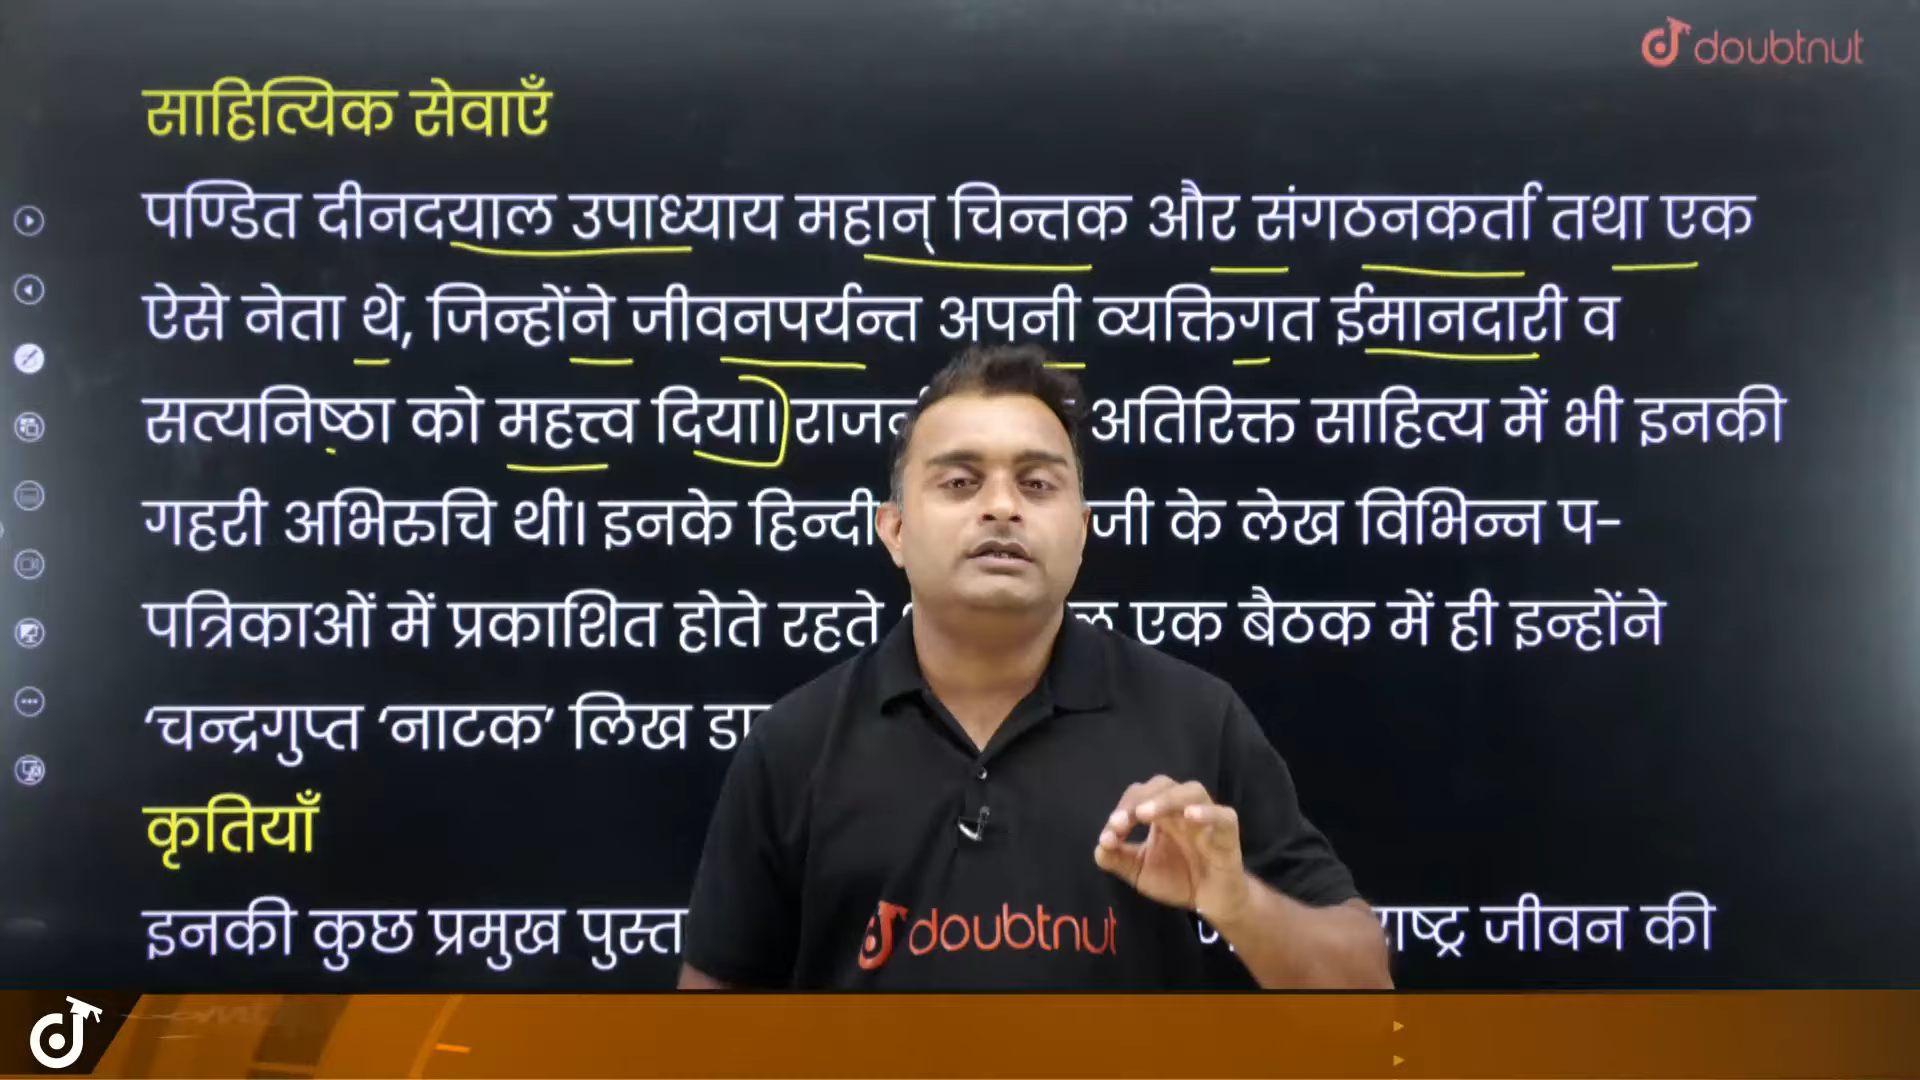 doubtnut
साहित्यिक सेवाएँ
पण्डित दीनदयाल उपाध्याय महान् चिन्तक और संगठनकर्ता तथा एक
ऐसे नेता थे, जिन्होंने जीवनपर्यन्त अपनी व्यक्तिगत ईमानदारी व
सत्यनिष्ठा को महत्त्व दिया। अतिरिक्त साहित्य में भी इनकी
गहरी अभिरुचि थी। इनके हिन्दी के लेख विभिन्न प-
पत्रिकाओं में प्रकाशित होते रहते एक बैठक में ही इन्होंने
‘चन्द्रगुप्त ‘नाटक’ लिख
कृतियाँ
इनकी कुछ प्रमुख जीवन की
doubtnut